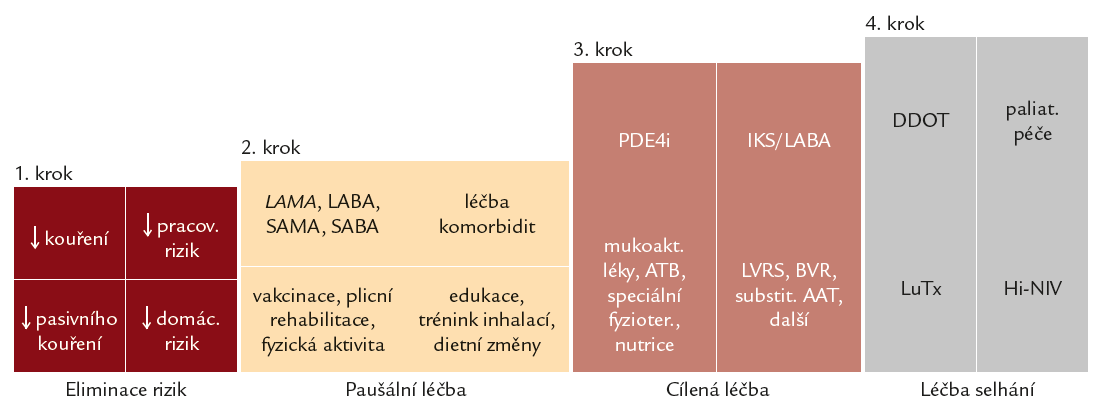 1. krok
↓ kouření
↓ pracov.
rizik
↓ pasivního
kouření
↓ domác.
rizik
Eliminace rizik
2. krok
LAMA, LABA,
SAMA, SABA
léčba
komorbidit
vakcinace, plicní
rehabilitace,
fyzická aktivita
edukace,
trénink inhalací,
dietní změny
Paušální léčba
3. krok
PDE4i
IKS/LABA
mukoakt.
léky, ATB,
speciální
fyzioter.,
nutrice
LVRS, BVR,
substit. AAT,
další
Cílená léčba
4. krok
DDOT
paliat.
péče
LuTx
Hi-NIV
Léčba selhání